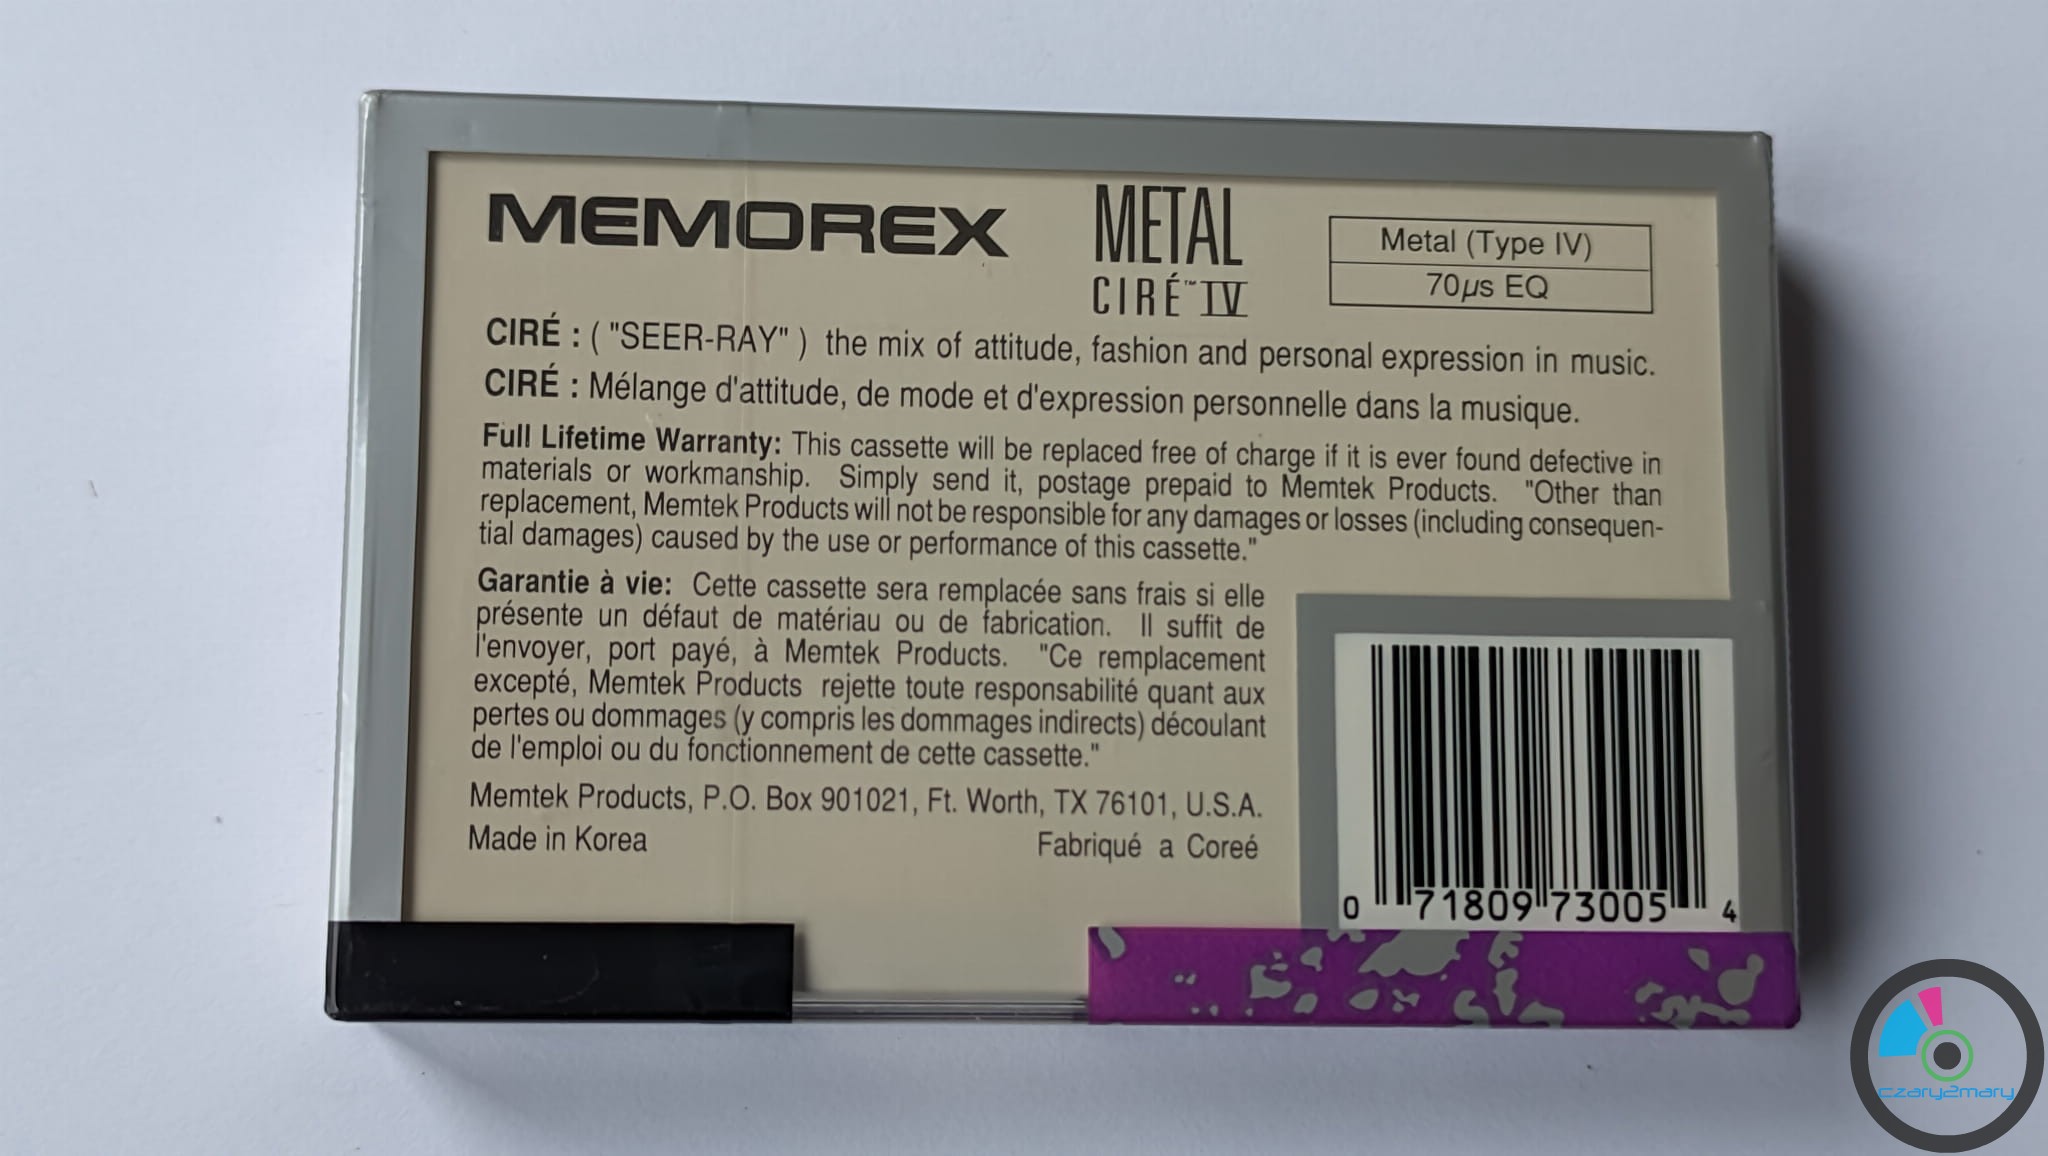 MEMOREX
METAL
CIRÉ™ IV
Metal (Type IV)
70µs EQ
CIRÉ : ( "SEER-RAY" ) the mix of attitude, fashion and personal expression in music.
CIRÉ : Mélange d'attitude, de mode et d'expression personnelle dans la musique.
Full Lifetime Warranty: This cassette will be replaced free of charge if it is ever found defective in
materials or workmanship. Simply send it, postage prepaid to Memtek Products. "Other than
replacement, Memtek Products will not be responsible for any damages or losses (including consequen-
tial damages) caused by the use or performance of this cassette."
Garantie à vie: Cette cassette sera remplacée sans frais si elle
présente un défaut de matériau ou de fabrication. Il suffit de
l'envoyer, port payé, à Memtek Products. "Ce remplacement
excepté, Memtek Products rejette toute responsabilité quant aux
pertes ou dommages (y compris les dommages indirects) découlant
de l'emploi ou du fonctionnement de cette cassette."
Memtek Products, P.O. Box 901021, Ft. Worth, TX 76101, U.S.A.
Made in Korea
Fabriqué a Coreé
0 71809 73005 4
czary2mary